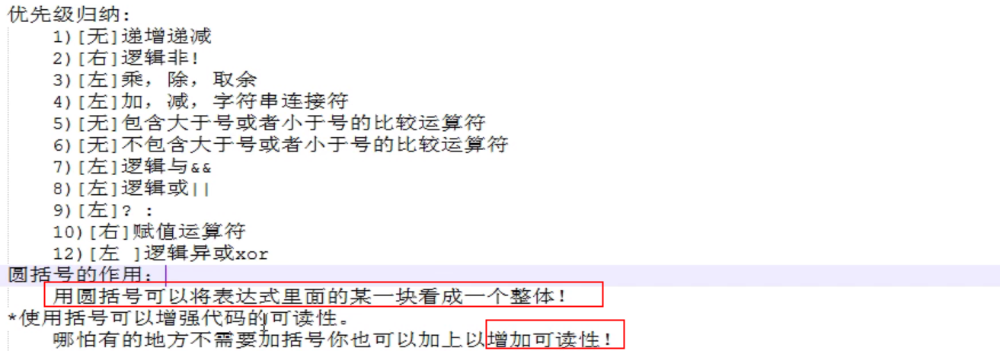 优先级归纳:
1)[无]递增递减
2)[右]逻辑非!
3)[左]乘，除，取余
4)[左]加，减，字符串连接符
5)[无]包含大于号或者小于号的比较运算符
6)[无]不包含大于号或者小于号的比较运算符
7)[左]逻辑与&&
8)[左]逻辑或||
9)[左]? :
10)[右]赋值运算符
12)[左 ]逻辑异或xor
圆括号的作用:
用圆括号可以将表达式里面的某一块看成一个整体!
*使用括号可以增强代码的可读性。
哪怕有的地方不需要加括号你也可以加上以增加可读性!